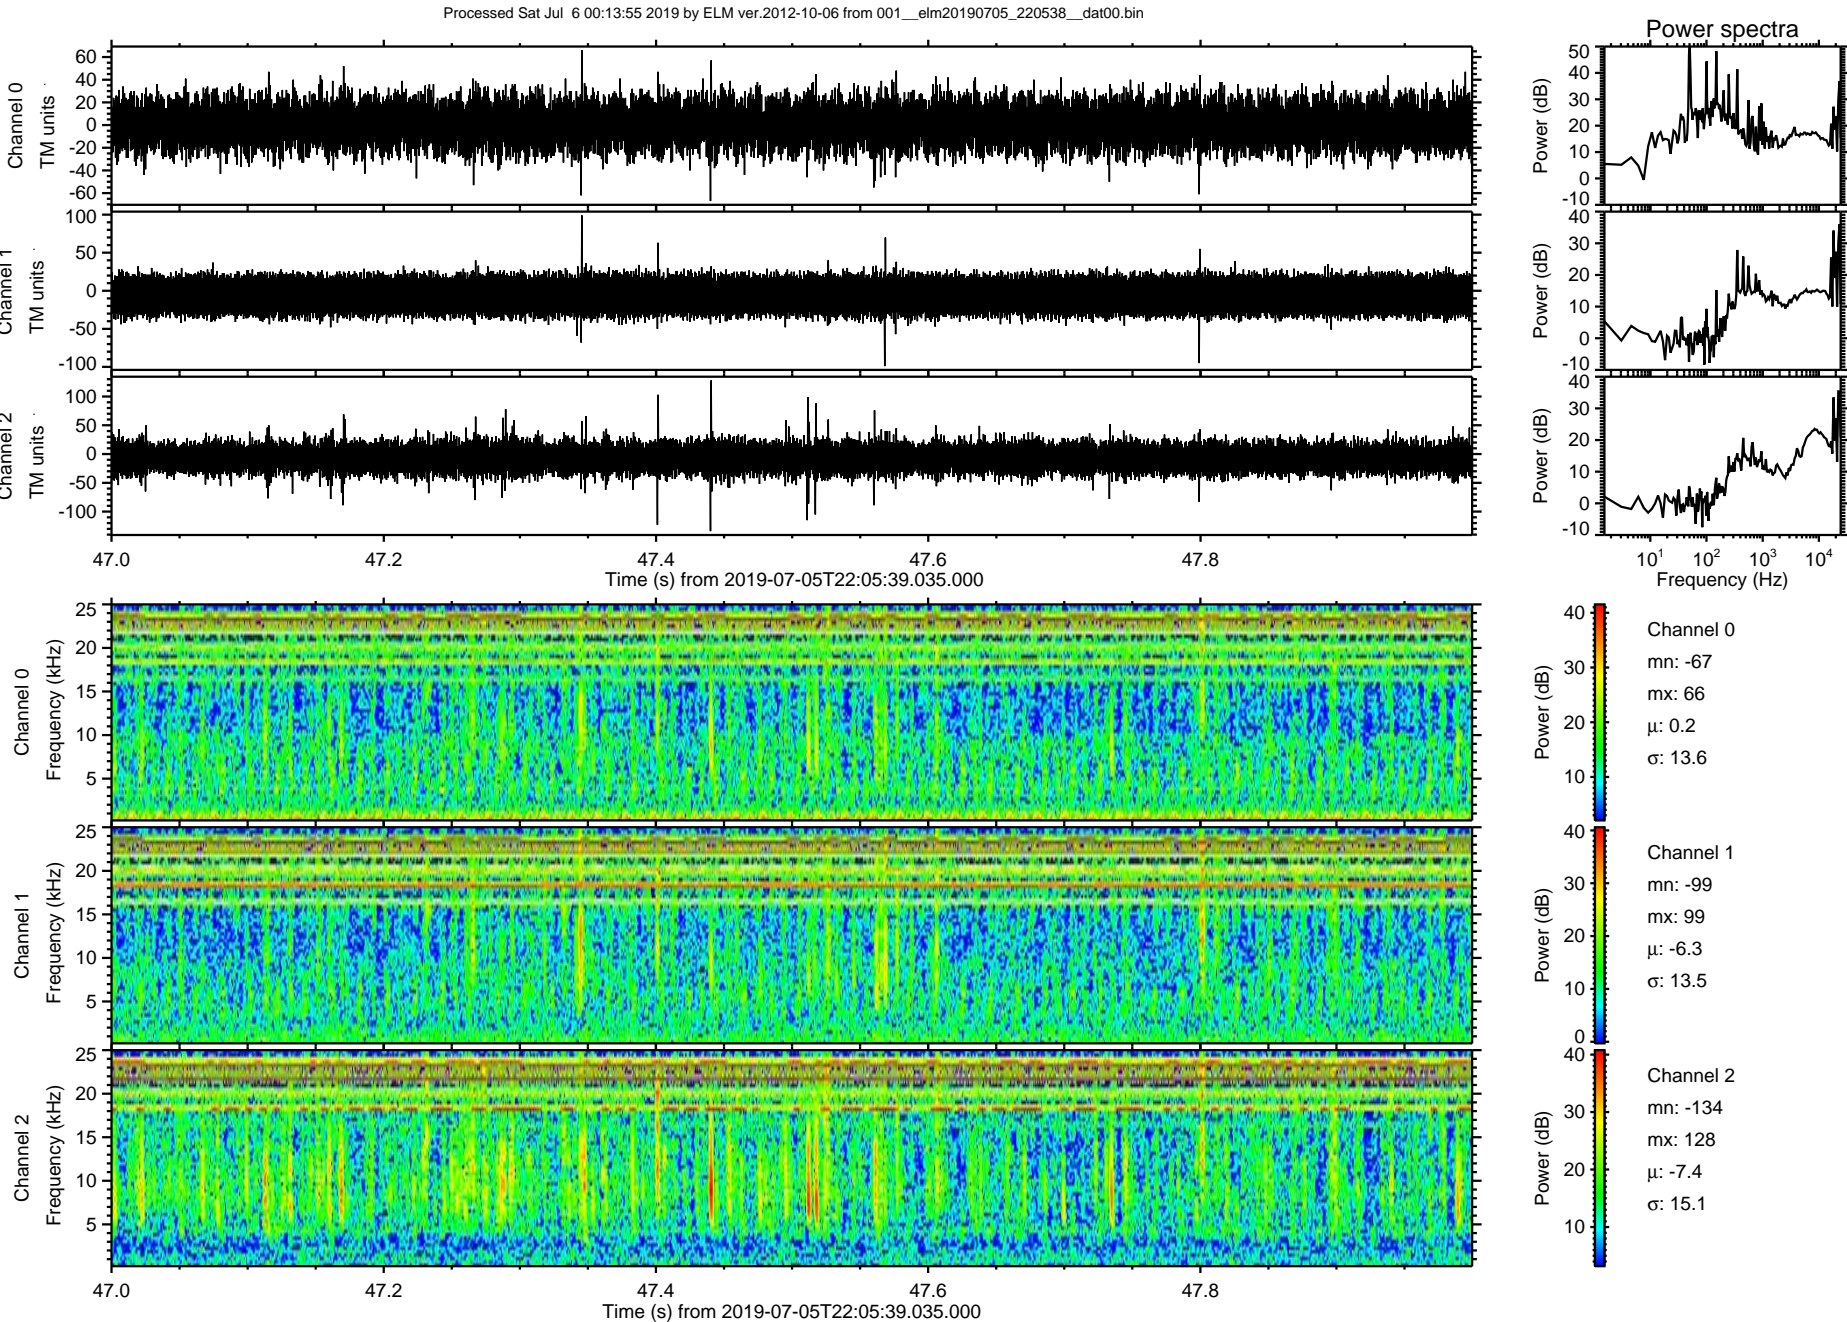 Processed Sat Jul 6 00:13:55 2019 by ELM ver.2012-10-06 from 001__elm20190705_220538__dat00.bin
Power spectra
Channel 0
TM units
60
40
20
0
-20
-40
-60
Power (dB)
50
40
30
20
10
0
-10
Channel 1
TM units
100
50
0
-50
-100
Power (dB)
40
30
20
10
0
-10
Channel 2
TM units
100
50
0
-50
-100
Power (dB)
40
30
20
10
0
-10
47.0 47.2 47.4 47.6 47.8
Time (s) from 2019-07-05T22:05:39.035.000
10¹ 10² 10³ 10⁴
Frequency (Hz)
Channel 0
Frequency (kHz)
25
20
15
10
5
Power (dB)
40
30
20
10
Channel 0
mn: -67
mx: 66
μ: 0.2
σ: 13.6
Channel 1
Frequency (kHz)
25
20
15
10
5
Power (dB)
40
30
20
10
0
Channel 1
mn: -99
mx: 99
μ: -6.3
σ: 13.5
Channel 2
Frequency (kHz)
25
20
15
10
5
Power (dB)
40
30
20
10
Channel 2
mn: -134
mx: 128
μ: -7.4
σ: 15.1
47.0 47.2 47.4 47.6 47.8
Time (s) from 2019-07-05T22:05:39.035.000